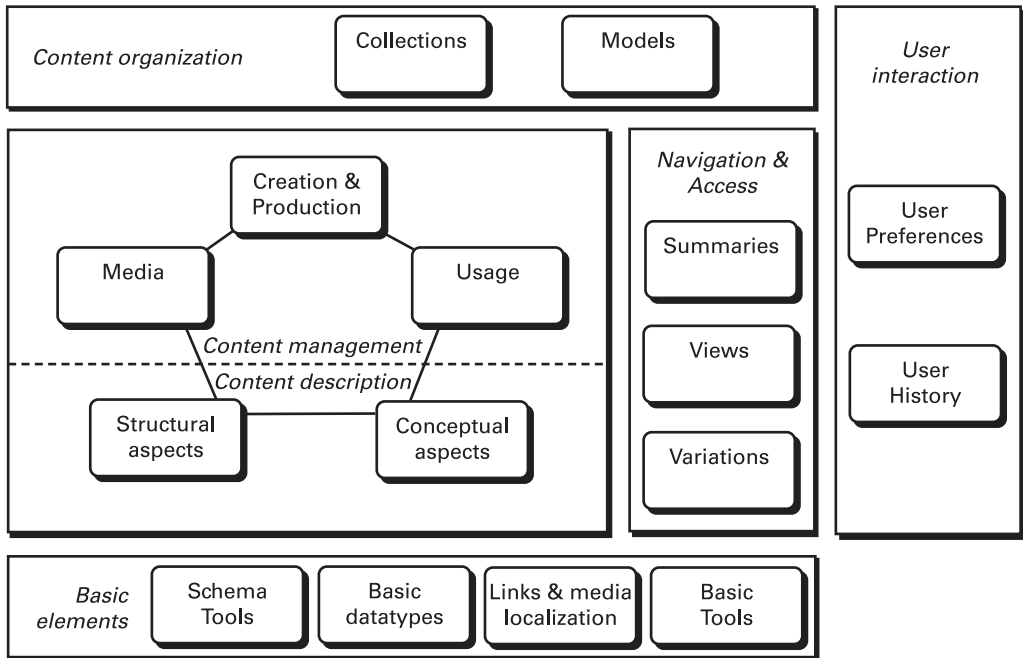 Content organization
Collections
Models
User
interaction
User
Preferences
User
History
Creation &
Production
Media
Usage
Content management
Content description
Structural
aspects
Conceptual
aspects
Navigation &
Access
Summaries
Views
Variations
Basic
elements
Schema
Tools
Basic
datatypes
Links & media
localization
Basic
Tools